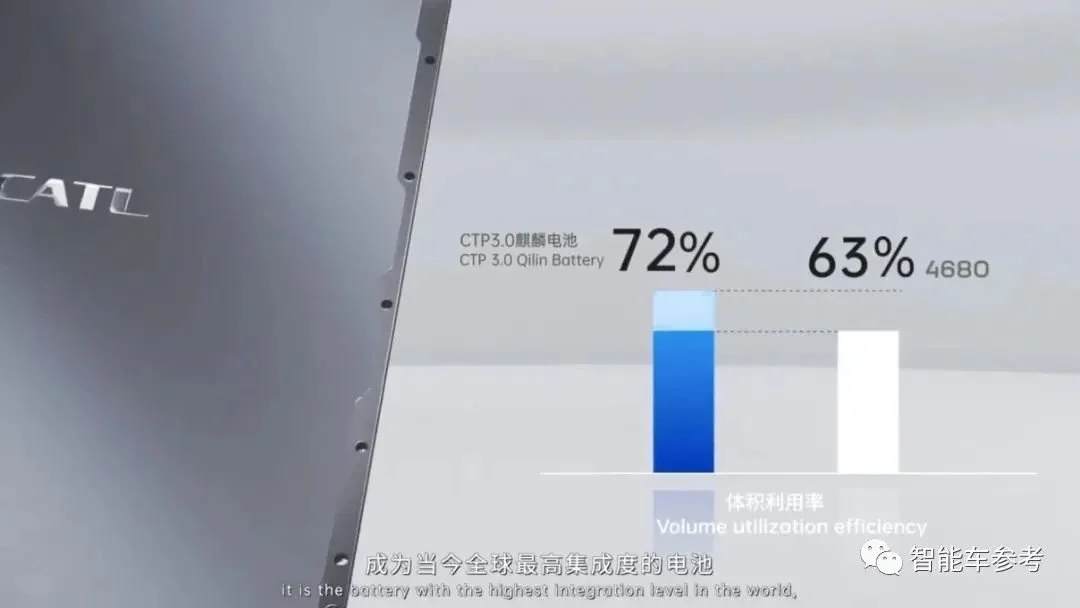 CATL
CTP3.0麒麟电池
CTP 3.0 Qilin Battery
72%
63%
4680
体积利用率
Volume utilization efficiency
成为当今全球最高集成度的电池
it is the battery with the highest integration level in the world,
智能车参考